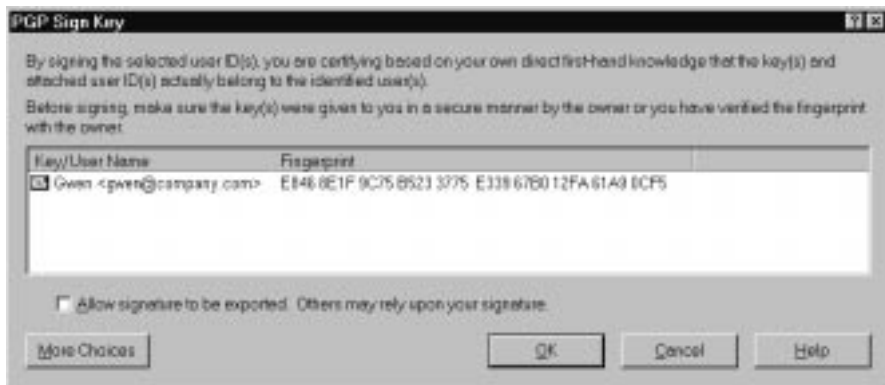 PGP Sign Key
By signing the selected user ID(s), you are certifying based on your own direct first-hand knowledge that the key(s) and
attached user ID(s) actually belong to the identified user(s).
Before signing, make sure the key(s) were given to you in a secure manner by the owner or you have verified the fingerprint
with the owner.
Key/User Name Fingerprint
Gwen <gwen@company.com> 8E1F 9C75 B523 3775 E339 67B0 12FA 61A9 0CF5
Allow signature to be exported. Others may rely upon your signature.
More Choices OK Cancel Help